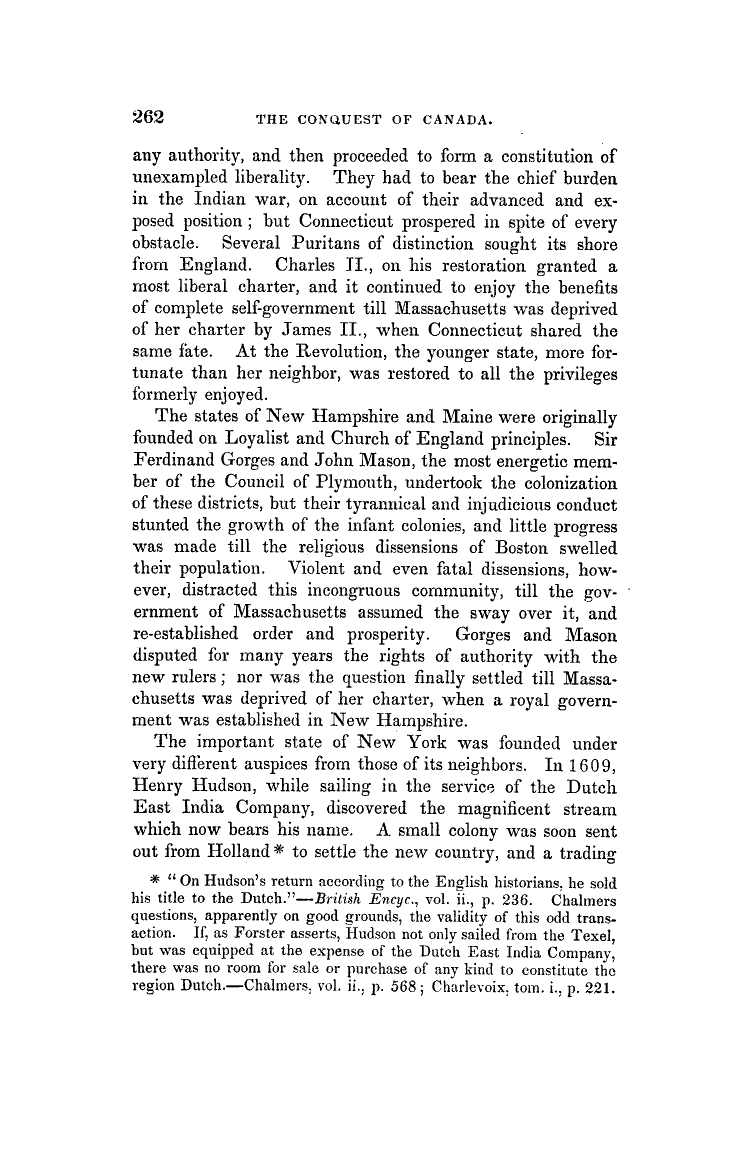 262 THE CONQUEST OF CANADA.
any authority, and then proceeded to form a constitution of
unexampled liberality. They had to bear the chief burden
in the Indian war, on account of their advanced and ex-
posed position ; but Connecticut prospered in spite of every
obstacle. Several Puritans of distinction sought its shore
from England. Charles II., on his restoration granted a
most liberal charter, and it continued to enjoy the benefits
of complete self-government till Massachusetts was deprived
of her charter by James II., when Connecticut shared the
same fate. At the Revolution, the younger state, more for-
tunate than her neighbor, was restored to all the privileges
formerly enjoyed.
The states of New Hampshire and Maine were originally
founded on Loyalist and Church of England principles. Sir
Ferdinand Gorges and John Mason, the most energetic mem-
ber of the Council of Plymouth, undertook the colonization
of these districts, but their tyrannical and injudicious conduct
stunted the growth of the infant colonies, and little progress
was made till the religious dissensions of Boston swelled
their population. Violent and even fatal dissensions, how-
ever, distracted this incongruous community, till the gov-
ernment of Massachusetts assumed the sway over it, and
re-established order and prosperity. Gorges and Mason
disputed for many years the rights of authority with the
new rulers ; nor was the question finally settled till Massa-
chusetts was deprived of her charter, when a royal govern-
ment was established in New Hampshire.
The important state of New York was founded under
very different auspices from those of its neighbors. In 1609,
Henry Hudson, while sailing in the service of the Dutch
East India Company, discovered the magnificent stream
which now bears his name. A small colony was soon sent
out from Holland * to settle the new country, and a trading
* " On Hudson's return according to the English historians, he sold
his title to the Dutch."—British Encyc., vol. ii., p. 236. Chalmers
questions, apparently on good grounds, the validity of this odd trans-
action. If, as Forster asserts, Hudson not only sailed from the Texel,
but was equipped at the expense of the Dutch East India Company,
there was no room for sale or purchase of any kind to constitute the
region Dutch.—Chalmers, vol. ii., p. 568 ; Charlevoix, tom. i., p. 221.